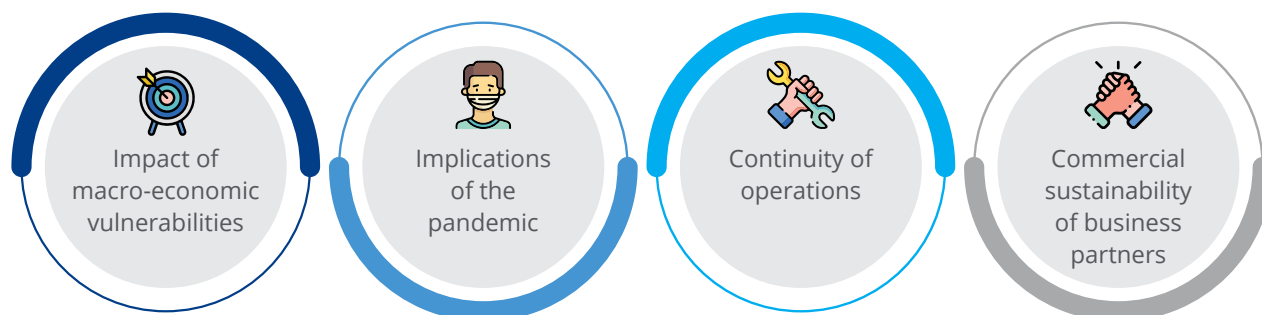 Impact of
macro-economic
vulnerabilities
Implications
of the
pandemic
Continuity of
operations
Commercial
sustainability
of business
partners